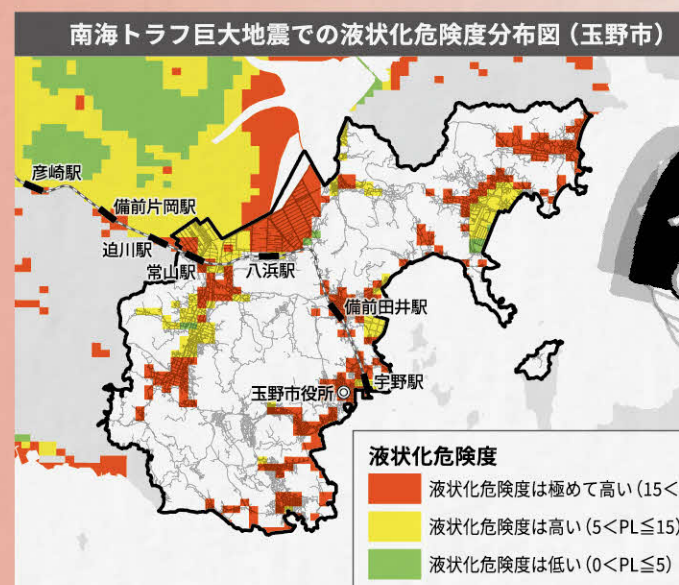 南海トラフ巨大地震での液状化危険度分布図（玉野市）
彦崎駅
備前片岡駅
迫川駅
常山駅
八浜駅
備前田井駅
宇野駅
玉野市役所
液状化危険度
液状化危険度は極めて高い（15＜
液状化危険度は高い（5＜PL≦15）
液状化危険度は低い（0＜PL≦5）